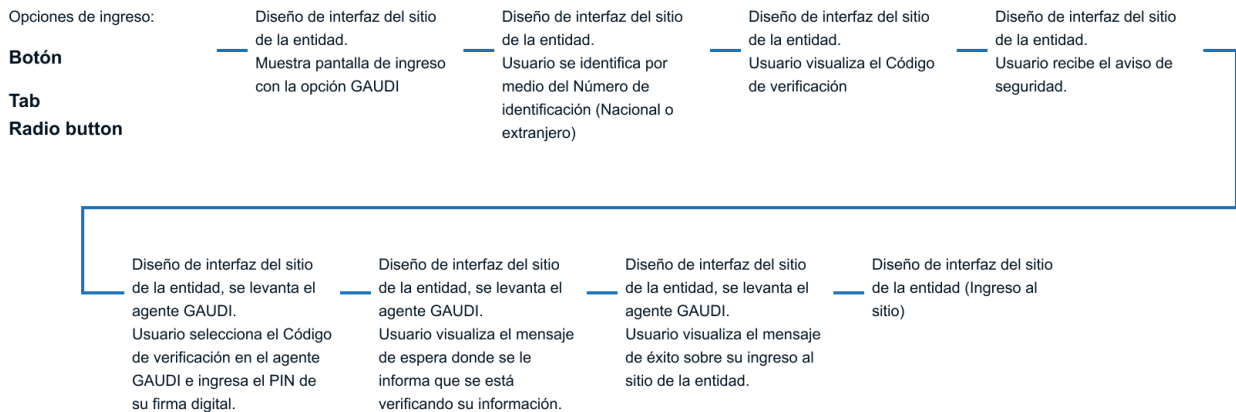 Opciones de ingreso:
Botón
Tab
Radio button
Diseño de interfaz del sitio
de la entidad.
Muestra pantalla de ingreso
con la opción GAUDI
Diseño de interfaz del sitio
de la entidad.
Usuario se identifica por
medio del Número de
identificación (Nacional o
extranjero)
Diseño de interfaz del sitio
de la entidad.
Usuario visualiza el Código
de verificación
Diseño de interfaz del sitio
de la entidad.
Usuario recibe el aviso de
seguridad.
Diseño de interfaz del sitio
de la entidad, se levanta el
agente GAUDI.
Usuario selecciona el Código
de verificación en el agente
GAUDI e ingresa el PIN de
su firma digital.
Diseño de interfaz del sitio
de la entidad, se levanta el
agente GAUDI.
Usuario visualiza el mensaje
de espera donde se le
informa que se está
verificando su información.
Diseño de interfaz del sitio
de la entidad, se levanta el
agente GAUDI.
Usuario visualiza el mensaje
de éxito sobre su ingreso al
sitio de la entidad.
Diseño de interfaz del sitio
de la entidad (Ingreso al
sitio)